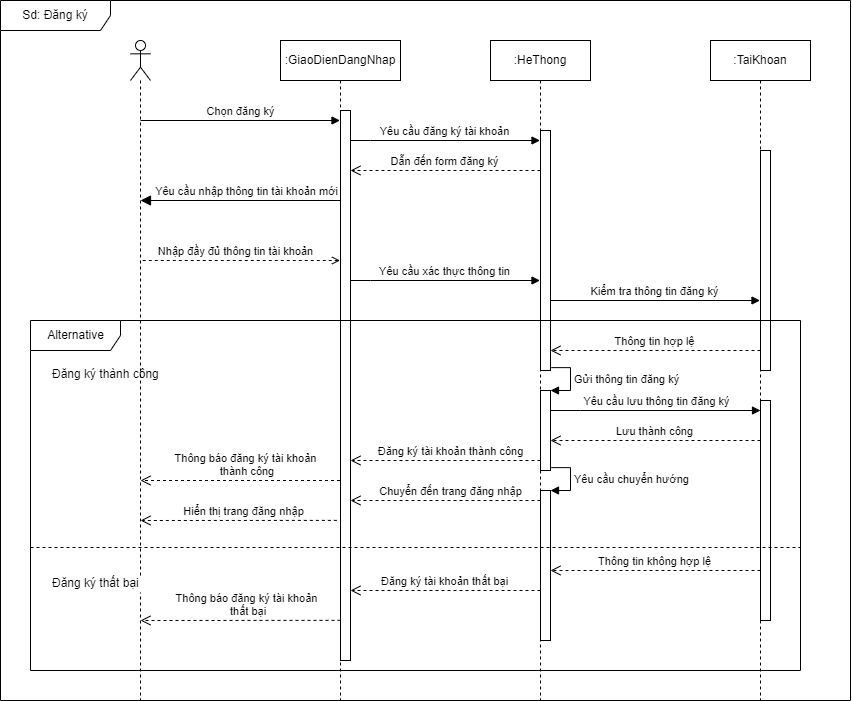 Sd: Đăng ký
:GiaoDienDangNhap
:HeThong
:TaiKhoan
Chọn đăng ký
Yêu cầu đăng ký tài khoản
Dẫn đến form đăng ký
Yêu cầu nhập thông tin tài khoản mới
Nhập đầy đủ thông tin tài khoản
Yêu cầu xác thực thông tin
Kiểm tra thông tin đăng ký
Alternative
Thông tin hợp lệ
Đăng ký thành công
Gửi thông tin đăng ký
Yêu cầu lưu thông tin đăng ký
Lưu thành công
Đăng ký tài khoản thành công
Thông báo đăng ký tài khoản
thành công
Yêu cầu chuyển hướng
Chuyển đến trang đăng nhập
Hiển thị trang đăng nhập
Thông tin không hợp lệ
Đăng ký thất bại
Đăng ký tài khoản thất bại
Thông báo đăng ký tài khoản
thất bại